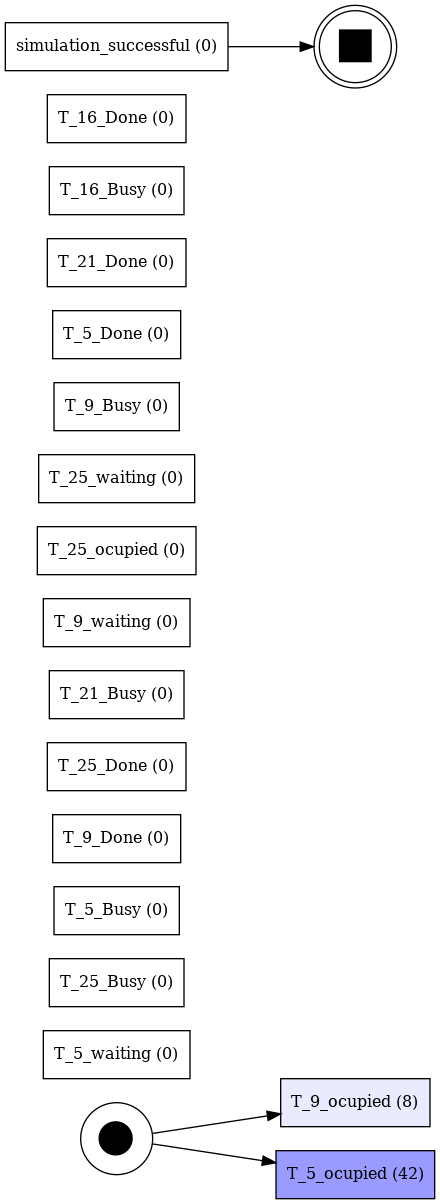 simulation_successful (0)
T_16_Done (0)
T_16_Busy (0)
T_21_Done (0)
T_5_Done (0)
T_9_Busy (0)
T_25_waiting (0)
T_25_ocupied (0)
T_9_waiting (0)
T_21_Busy (0)
T_25_Done (0)
T_9_Done (0)
T_5_Busy (0)
T_25_Busy (0)
T_5_waiting (0)
T_9_ocupied (8)
T_5_ocupied (42)